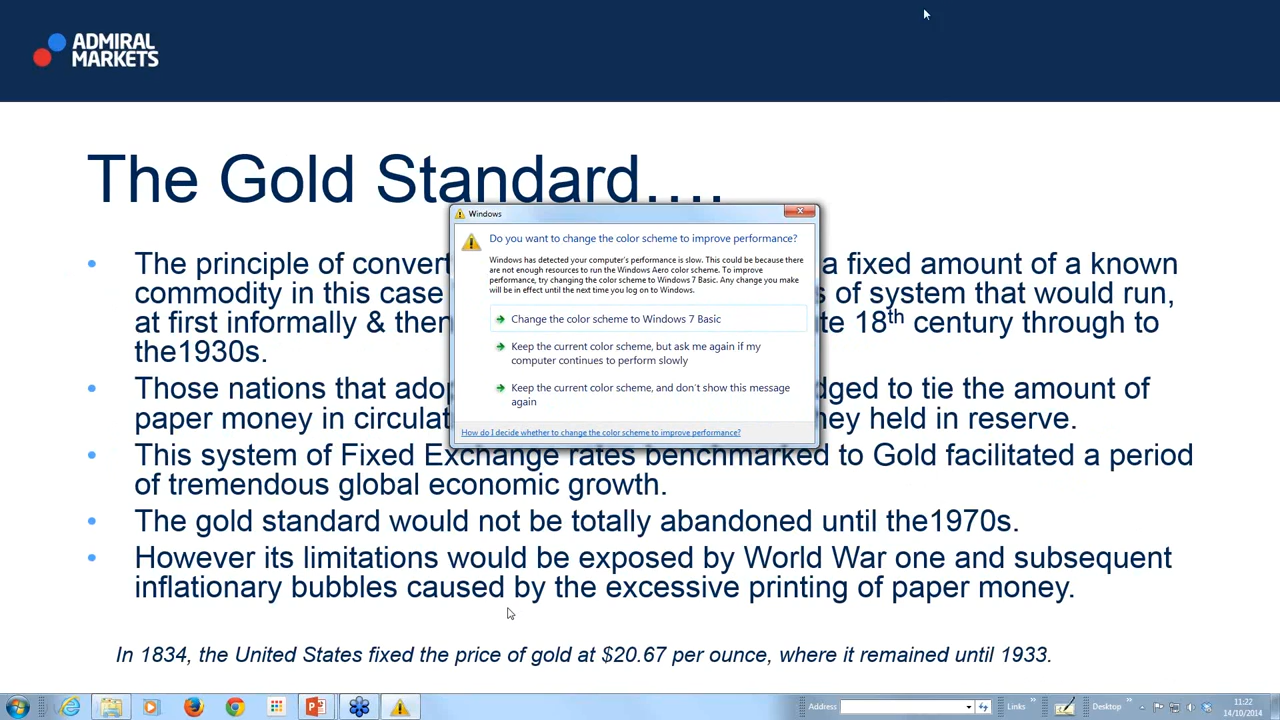 ADMIRAL
MARKETS
The Gold Standard….
The principle of convert
a fixed amount of a known
commodity in this case
s of system that would run,
at first informally & then
te 18th century through to
the1930s.
Those nations that adop
dged to tie the amount of
paper money in circulat
hey held in reserve.
This system of Fixed Exchange rates benchmarked to Gold facilitated a period
of tremendous global economic growth.
The gold standard would not be totally abandoned until the1970s.
However its limitations would be exposed by World War one and subsequent
inflationary bubbles caused by the excessive printing of paper money.
In 1834, the United States fixed the price of gold at $20.67 per ounce, where it remained until 1933.
Windows
Do you want to change the color scheme to improve performance?
Windows has detected your computer's performance is slow. This could be because there
are not enough resources to run the Windows Aero color scheme. To improve
performance, try changing the color scheme to Windows 7 Basic. Any change you make
will be in effect until the next time you log on to Windows.
Change the color scheme to Windows 7 Basic
Keep the current color scheme, but ask me again if my
computer continues to perform slowly
Keep the current color scheme, and don't show this message
again
How do I decide whether to change the color scheme to improve performance?
Address
Links
Desktop
11:22
14/10/2014